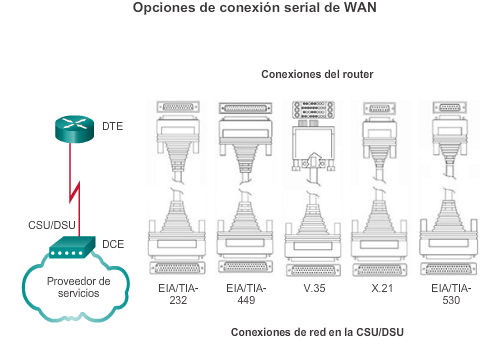 Opciones de conexión serial de WAN
Conexiones del router
DTE
CSU/DSU
DCE
Proveedor de
servicios
EIA/TIA-
232
EIA/TIA-
449
V.35
X.21
EIA/TIA-
530
Conexiones de red en la CSU/DSU